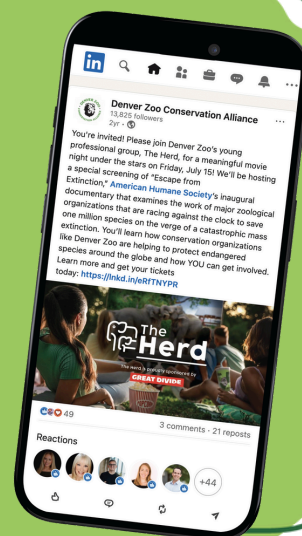 in
Denver Zoo Conservation Alliance
13,825 followers
2yr •
You're invited! Please join Denver Zoo's young
professional group, The Herd, for a meaningful movie
night under the stars on Friday, July 15! We'll be hosting
a special screening of "Escape from
Extinction," American Humane Society's inaugural
documentary that examines the work of major zoological
organizations that are racing against the clock to save
one million species on the verge of a catastrophic mass
extinction. You'll learn how conservation organizations
like Denver Zoo are helping to protect endangered
species around the globe and how YOU can get involved.
Learn more and get your tickets
today: https://lnkd.in/eRfTNYPR
The
Herd
The Herd is proudly sponsored by
GREAT DIVIDE
49
3 comments · 21 reposts
Reactions
+44